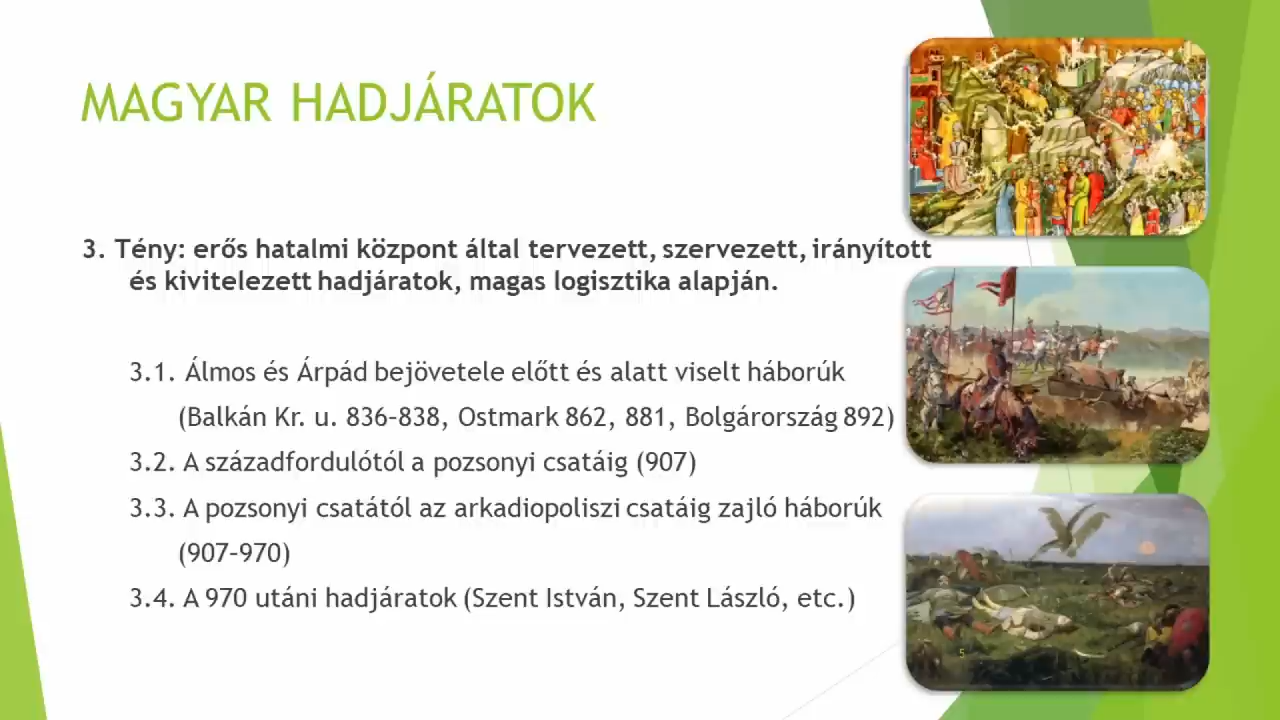 MAGYAR HADJÁRATOK
3. Tény: erős hatalmi központ által tervezett, szervezett, irányított
és kivitelezett hadjáratok, magas logisztika alapján.
3.1. Álmos és Árpád bejövetele előtt és alatt viselt háborúk
(Balkán Kr. u. 836–838, Ostmark 862, 881, Bolgárország 892)
3.2. A századfordulótól a pozsonyi csatáig (907)
3.3. A pozsonyi csatától az arkadiopoliszi csatáig zajló háborúk
(907–970)
3.4. A 970 utáni hadjáratok (Szent István, Szent László, etc.)
5